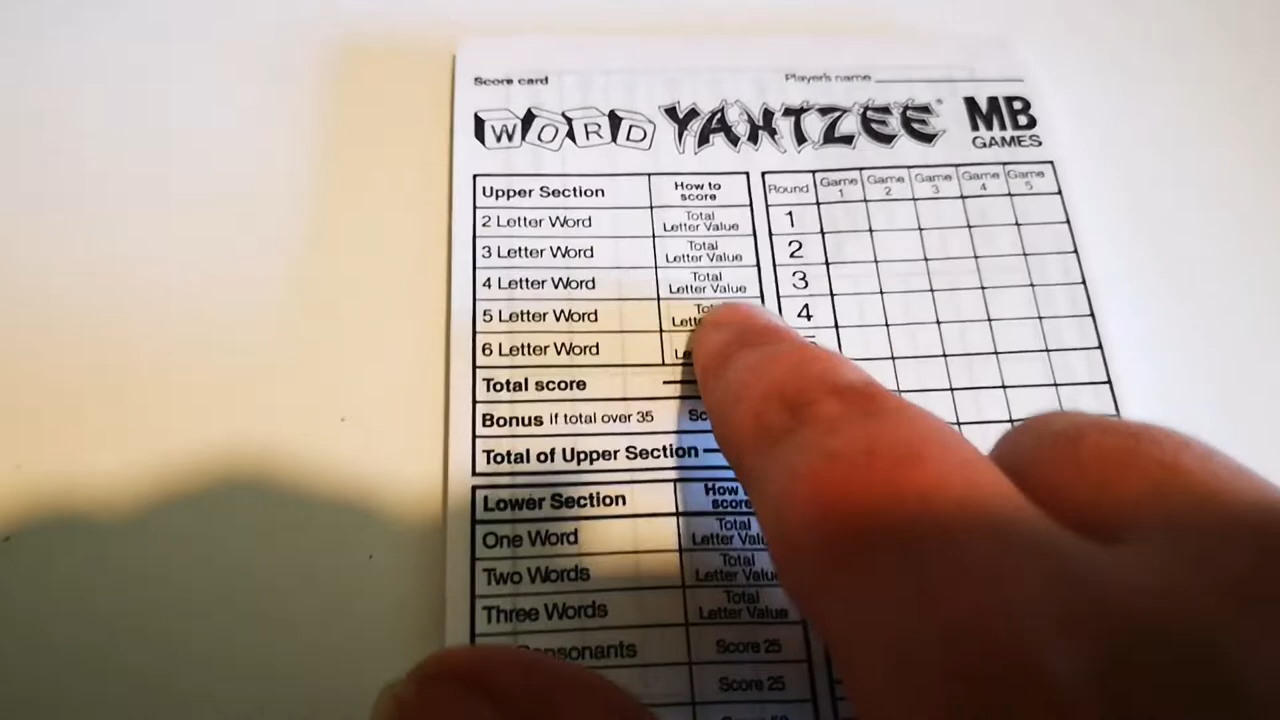 Score card
Player's name
WORD YAHTZEE®
MB
GAMES
Upper Section
How to
score
2 Letter Word
Total
Letter Value
3 Letter Word
Total
Letter Value
4 Letter Word
Total
Letter Value
5 Letter Word
6 Letter Word
Total score
Bonus if total over 35
Total of Upper Section
Round
Game
1
Game
2
Game
3
Game
4
Game
5
1
2
3
4
Lower Section
How
score
One Word
Total
Letter
Two Words
Total
Letter
Three Words
Total
Letter Value
Score 25
Score 25